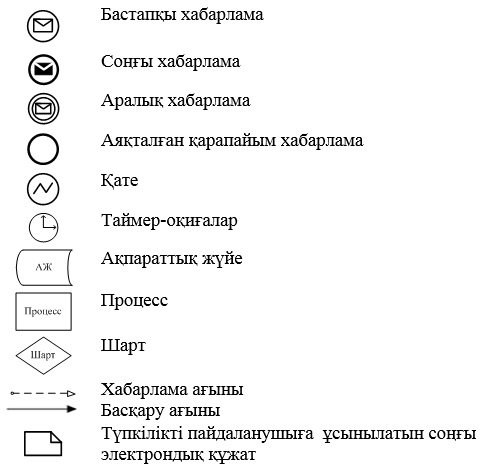 Бастапқы хабарлама
Соңғы хабарлама
Аралық хабарлама
Аяқталған қарапайым хабарлама
Қате
Таймер-оқиғалар
АЖ Ақпараттық жүйе
Процесс Процесс
Шарт Шарт
Хабарлама ағыны
Басқару ағыны
Түпкілікті пайдаланушыға ұсынылатын соңғы
электрондық құжат